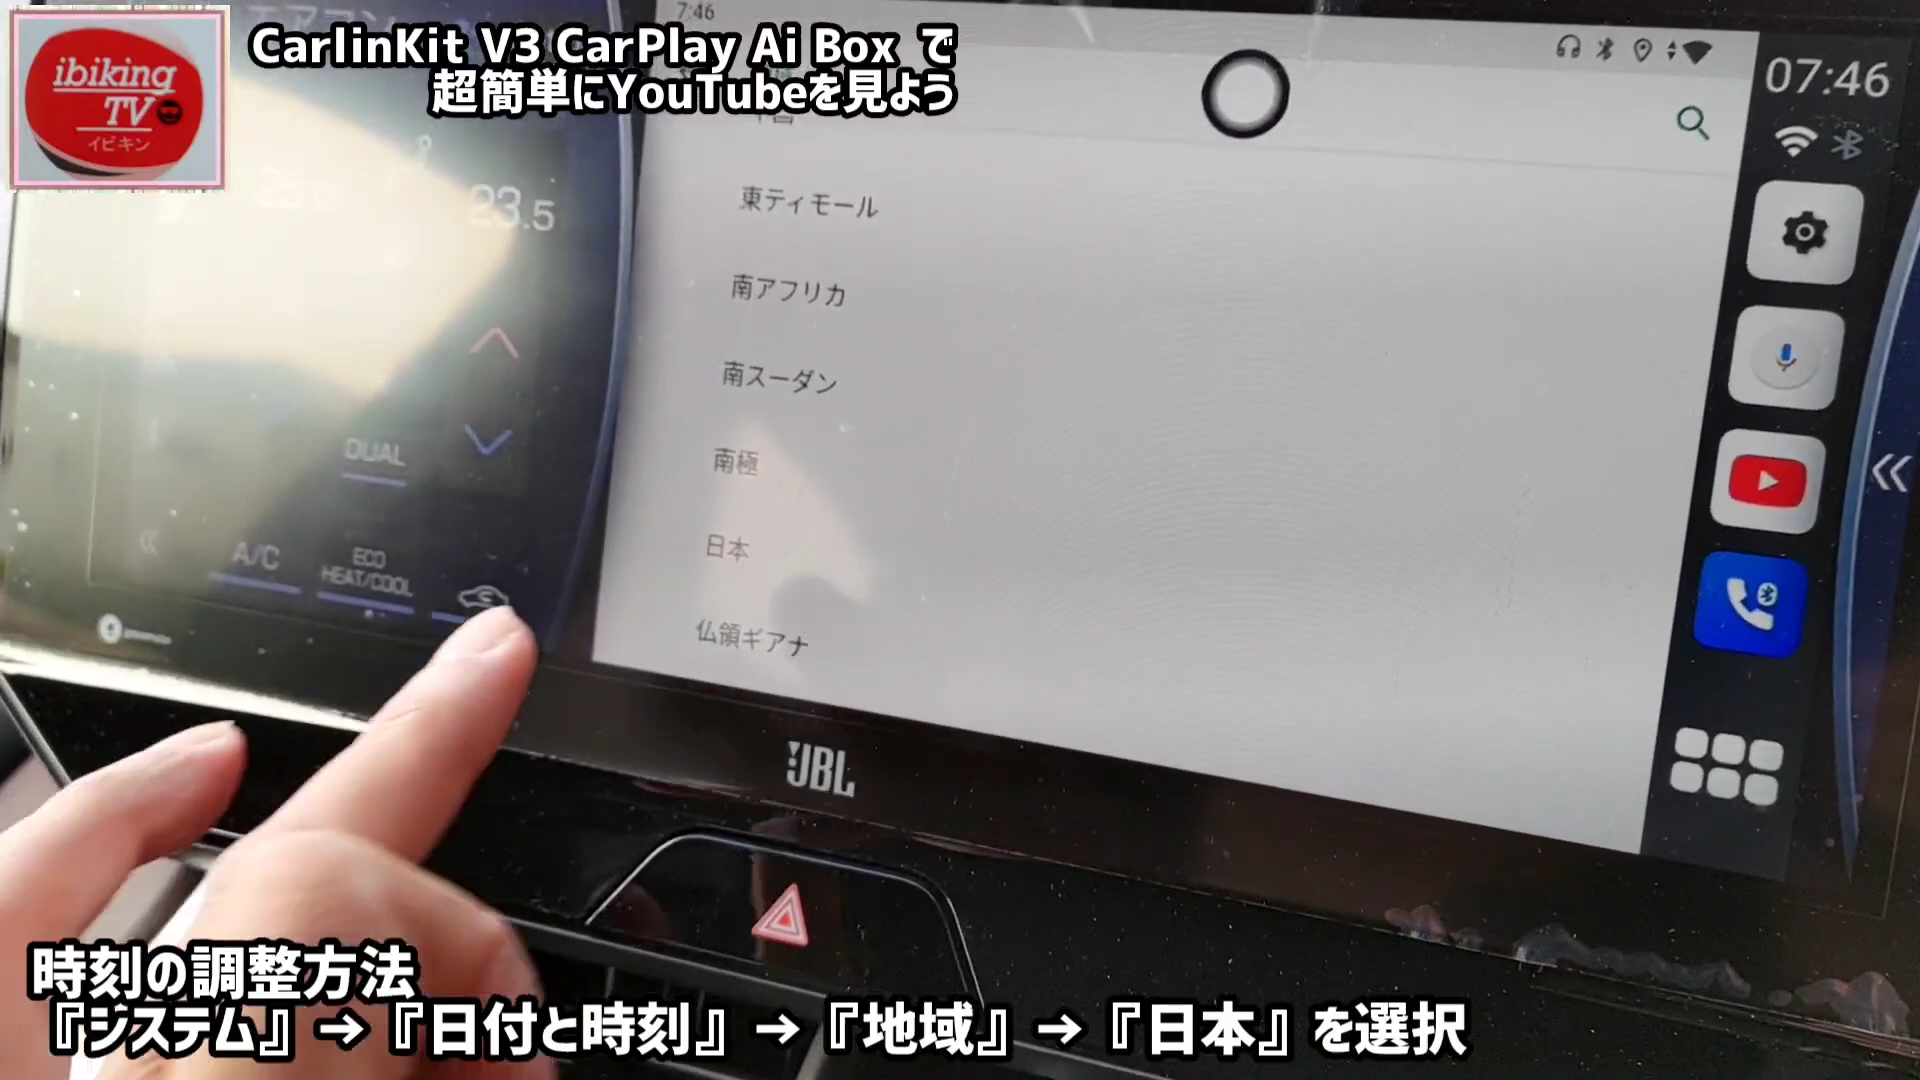 ibiking
TV
イビキン
CarlinKit V3 CarPlay Ai Box で
超簡単にYouTubeを見よう
7:46
07:46
東ティモール
南アフリカ
南スーダン
南極
日本
仏領ギアナ
23.5
DUAL
A/C
ECO
HEAT/COOL
JBL
時刻の調整方法
『システム』→『日付と時刻』→『地域』→『日本』を選択